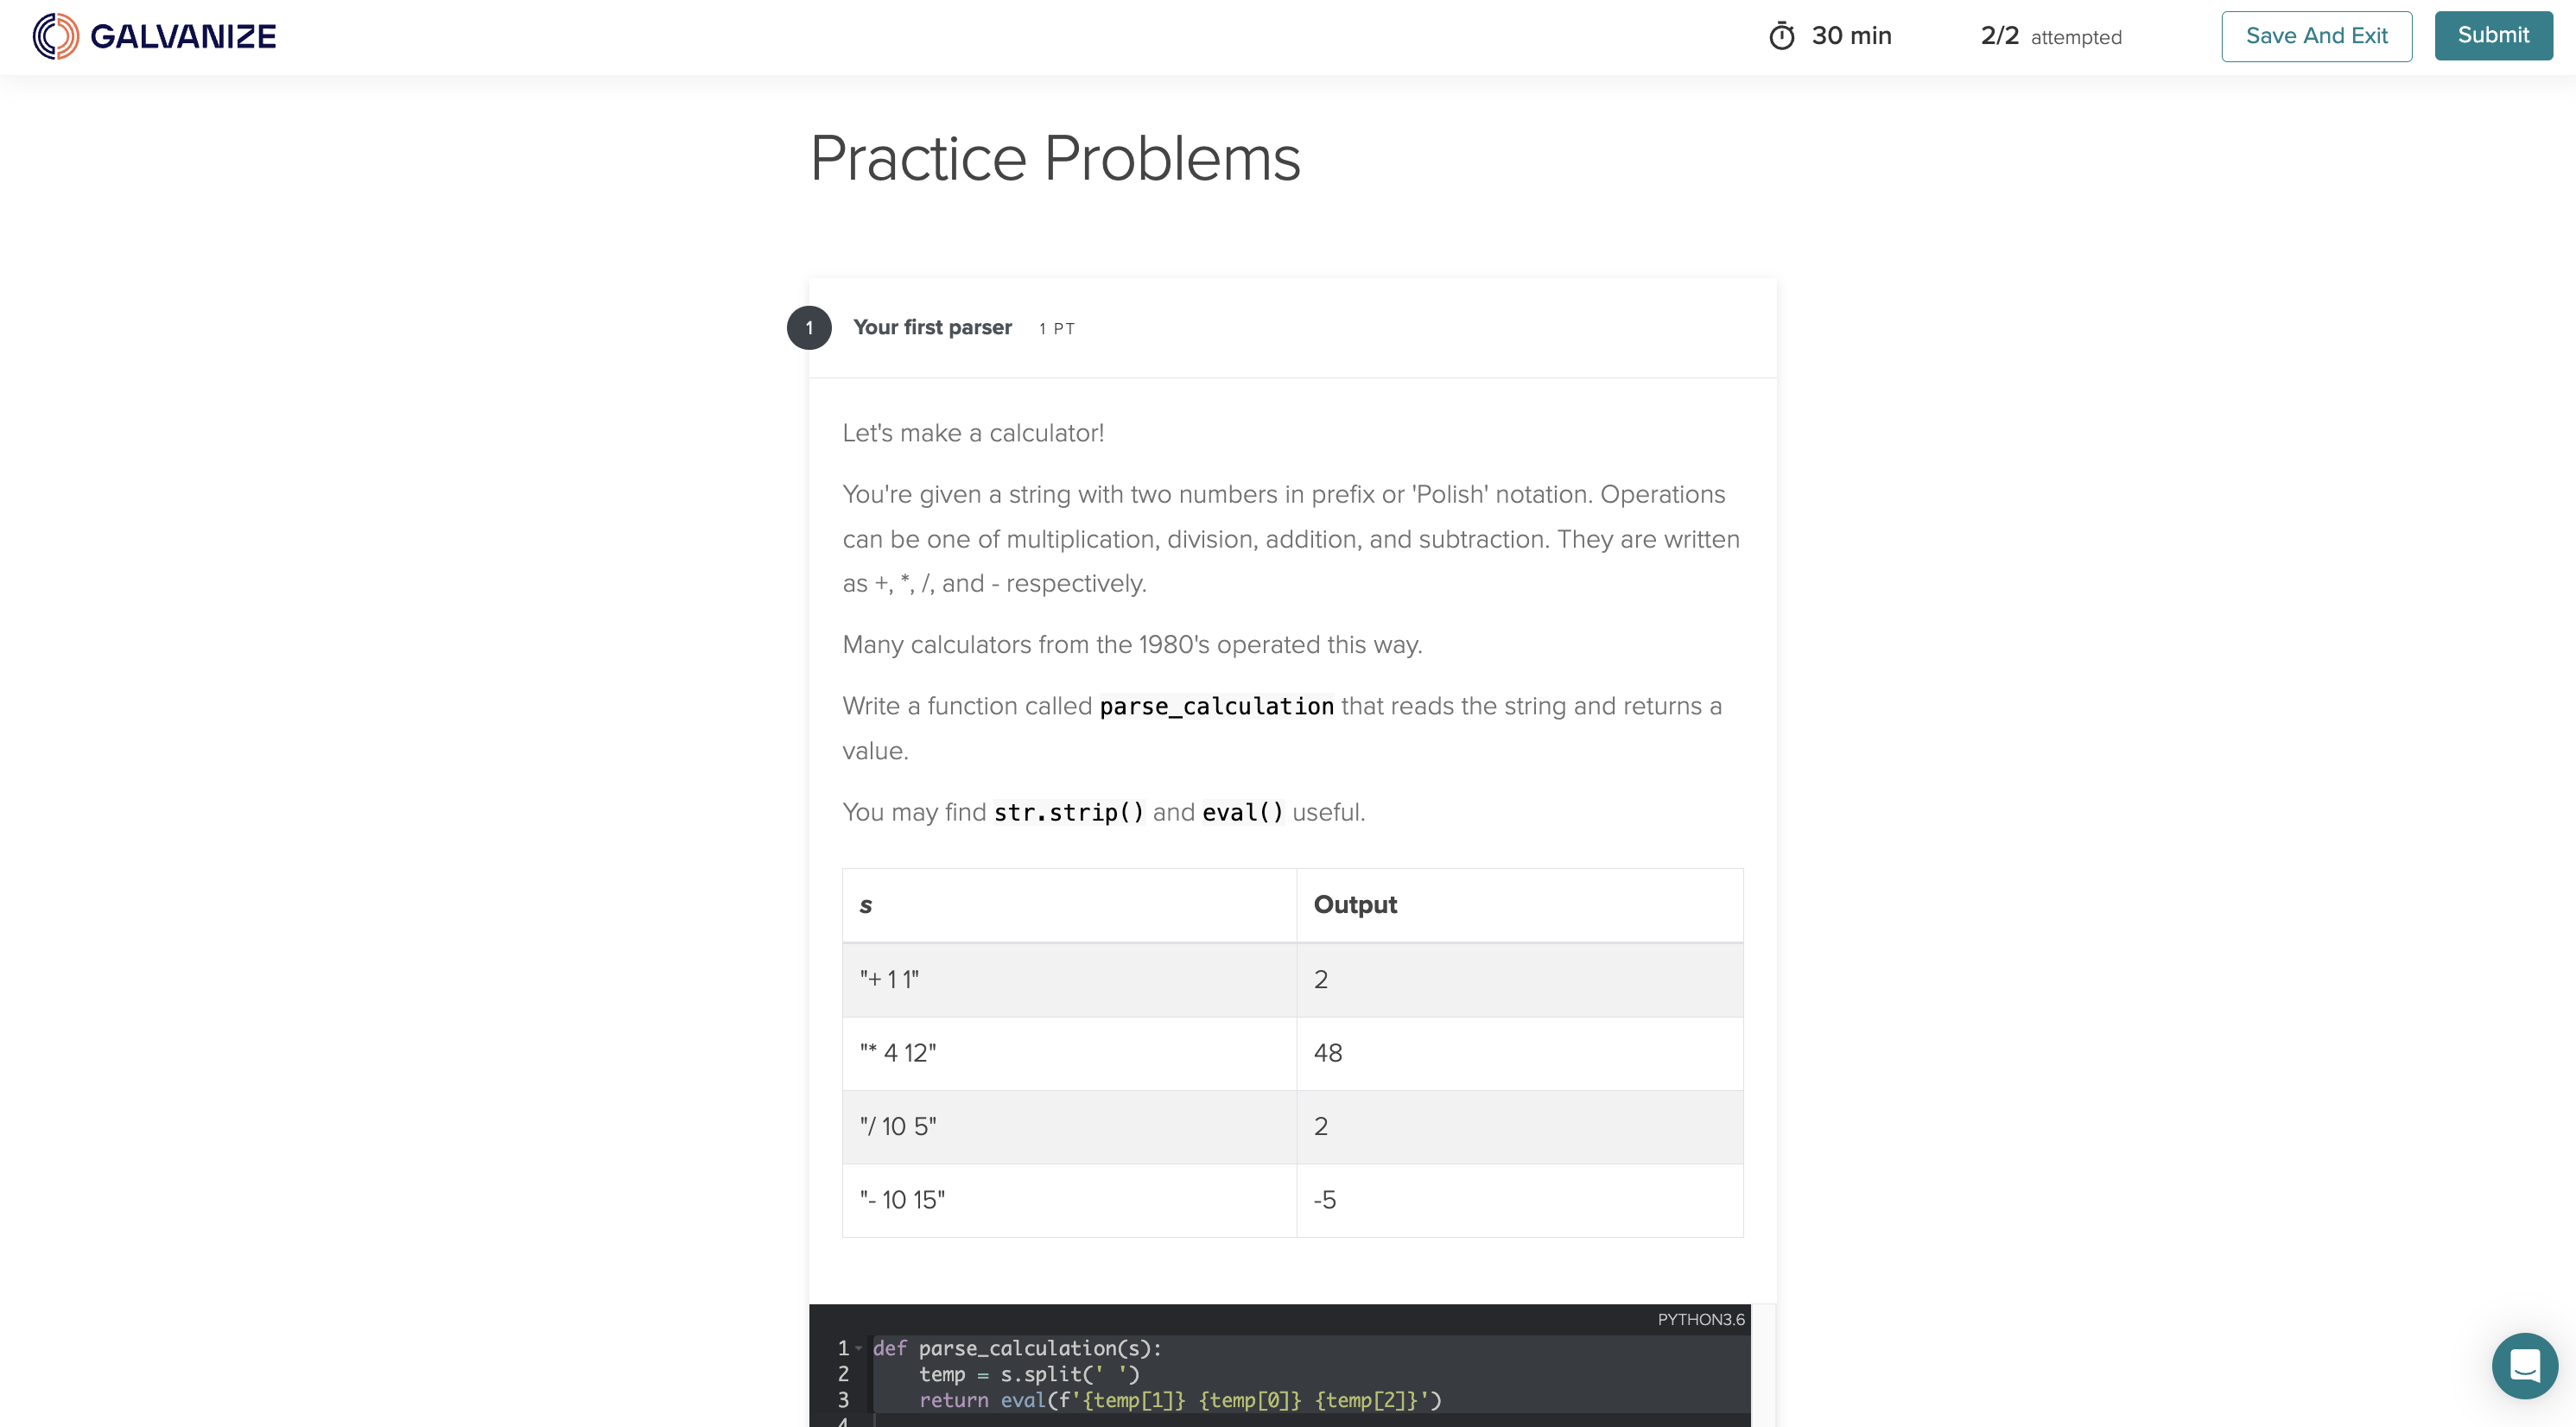 GALVANIZE
30 min
2/2 attempted
Save And Exit
Submit
Practice Problems
1
Your first parser 1 PT
Let's make a calculator!
You're given a string with two numbers in prefix or 'Polish' notation. Operations
can be one of multiplication, division, addition, and subtraction. They are written
as +, *, /, and - respectively.
Many calculators from the 1980's operated this way.
Write a function called parse_calculation that reads the string and returns a
value.
You may find str.strip() and eval() useful.
s Output
"+ 1 1" 2
"* 4 12" 48
"/ 10 5" 2
"- 10 15" -5
PYTHON3.6
1 def parse_calculation(s):
2 temp = s.split(' ')
3 return eval(f'{temp[1]} {temp[0]} {temp[2]}')
4